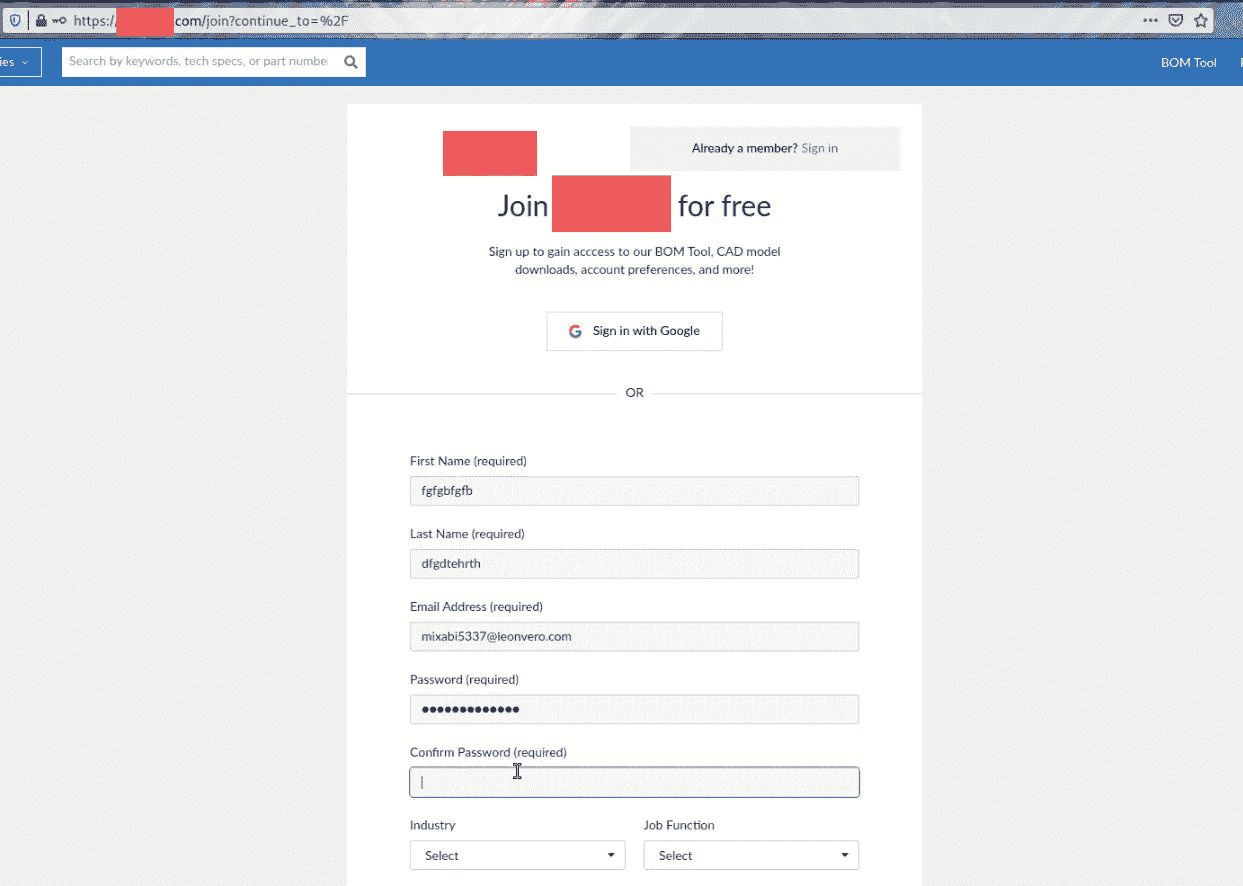 https:/ com/join?continue_to=%2F
ies
Search by keywords, tech specs, or part numbe
BOM Tool
Already a member? Sign in
Join for free
Sign up to gain acccess to our BOM Tool, CAD model
downloads, account preferences, and more!
Sign in with Google
OR
First Name (required)
fgfgbfgfb
Last Name (required)
dfgdtehrth
Email Address (required)
mixabi5337@leonvero.com
Password (required)
•••••••••••••
Confirm Password (required)
Industry
Job Function
Select
Select